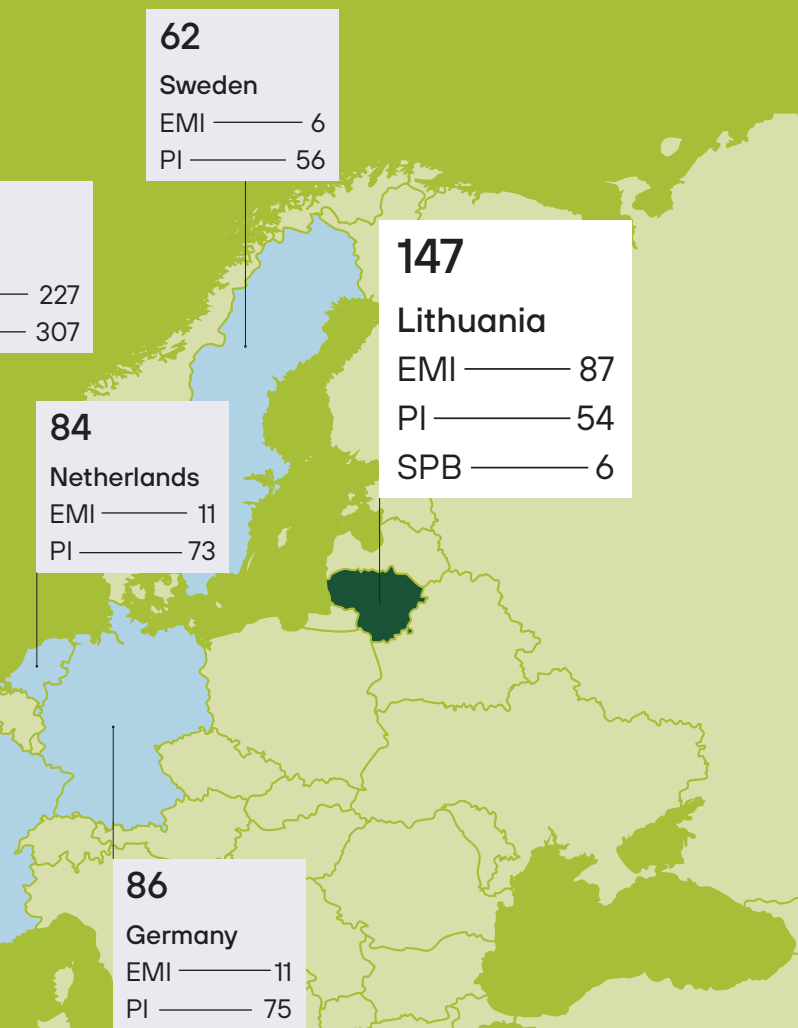 62
Sweden
EMI 6
PI 56
227
307
147
Lithuania
EMI 87
PI 54
SPB 6
84
Netherlands
EMI 11
PI 73
86
Germany
EMI 11
PI 75